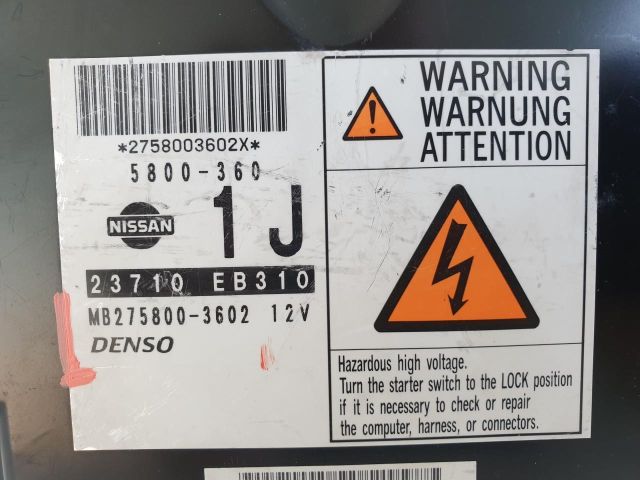 *2758003602X*
5800-360
NISSAN
1J
23710 EB310
MB275800-3602 12V
DENSO
WARNING
WARNUNG
ATTENTION
Hazardous high voltage.
Turn the starter switch to the LOCK position
if it is necessary to check or repair
the computer, harness, or connectors.